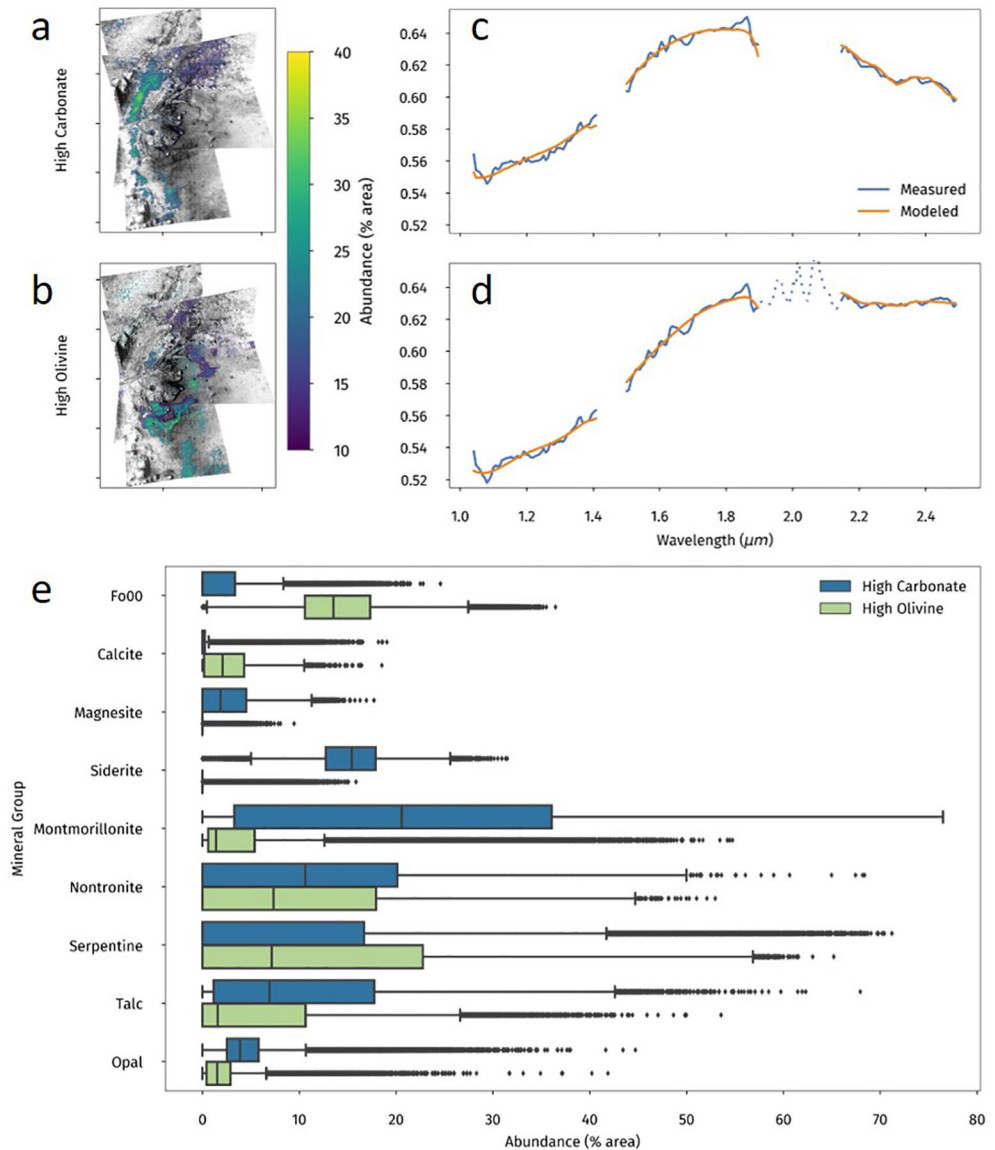 a
High Carbonate
b
High Olivine
40
35
30
25
20
15
10
Abundance (% area)
c
0.64
0.62
0.60
0.58
0.56
0.54
0.52
Measured
Modeled
d
0.64
0.62
0.60
0.58
0.56
0.54
0.52
1.0 1.2 1.4 1.6 1.8 2.0 2.2 2.4
Wavelength (μm)
e
High Carbonate
High Olivine
Mineral Group
Fo00
Calcite
Magnesite
Siderite
Montmorillonite
Nontronite
Serpentine
Talc
Opal
0 10 20 30 40 50 60 70 80
Abundance (% area)